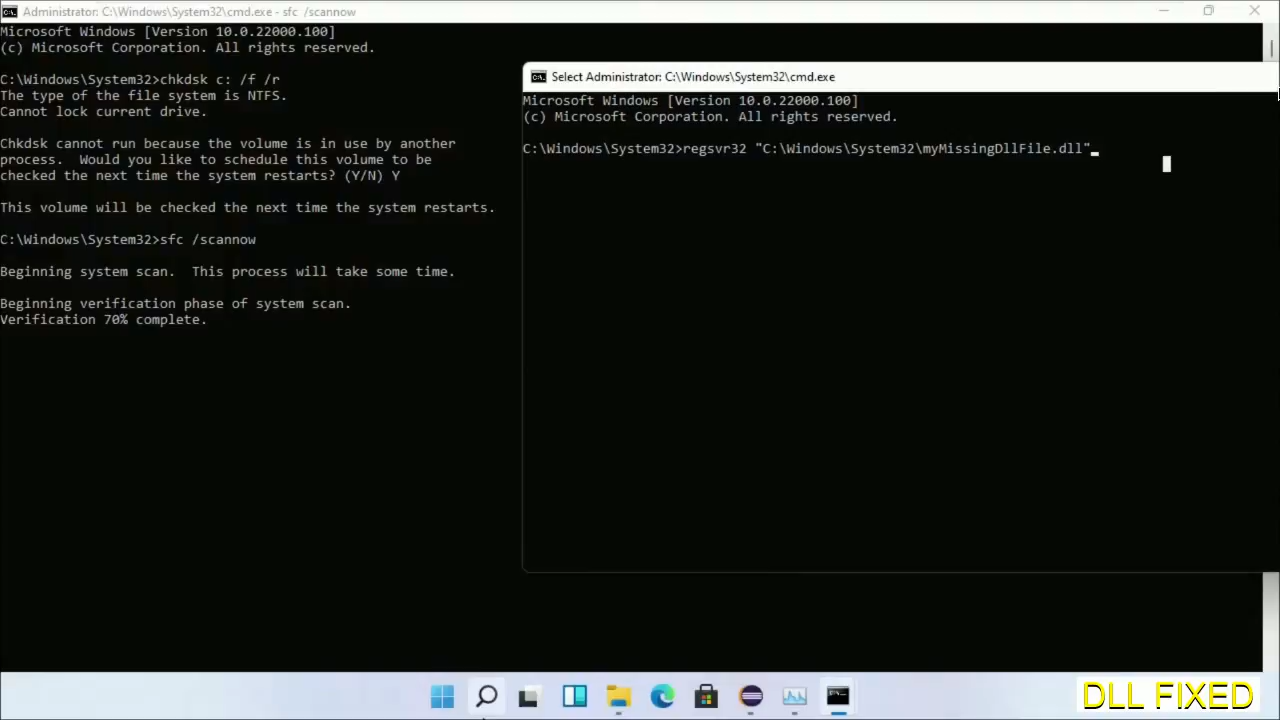 Administrator: C:\Windows\System32\cmd.exe - sfc /scannow
Microsoft Windows [Version 10.0.22000.100]
(c) Microsoft Corporation. All rights reserved.
C:\Windows\System32>chkdsk c: /f /r
The type of the file system is NTFS.
Cannot lock current drive.
Chkdsk cannot run because the volume is in use by another
process.  Would you like to schedule this volume to be
checked the next time the system restarts? (Y/N) Y
This volume will be checked the next time the system restarts.
C:\Windows\System32>sfc /scannow
Beginning system scan.  This process will take some time.
Beginning verification phase of system scan.
Verification 70% complete.
Select Administrator: C:\Windows\System32\cmd.exe
Microsoft Windows [Version 10.0.22000.100]
(c) Microsoft Corporation. All rights reserved.
C:\Windows\System32>regsvr32 "C:\Windows\System32\myMissingDllFile.dll"
DLL FIXED